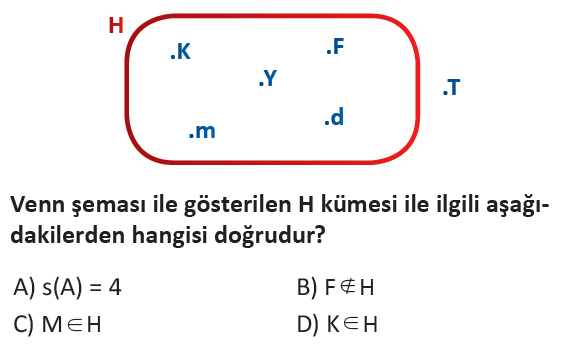 H
.K
.F
.Y
.T
.m
.d
Venn şeması ile gösterilen H kümesi ile ilgili aşağı-
dakilerden hangisi doğrudur?
A) s(A) = 4
B) F ∉ H
C) M ∈ H
D) K ∈ H